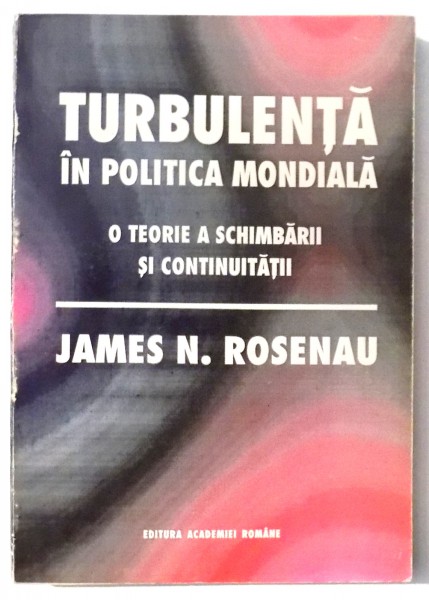 TURBULENȚĂ
ÎN POLITICA MONDIALĂ
O TEORIE A SCHIMBĂRII
ȘI CONTINUITĂȚII
JAMES N. ROSENAU
EDITURA ACADEMIEI ROMÂNE